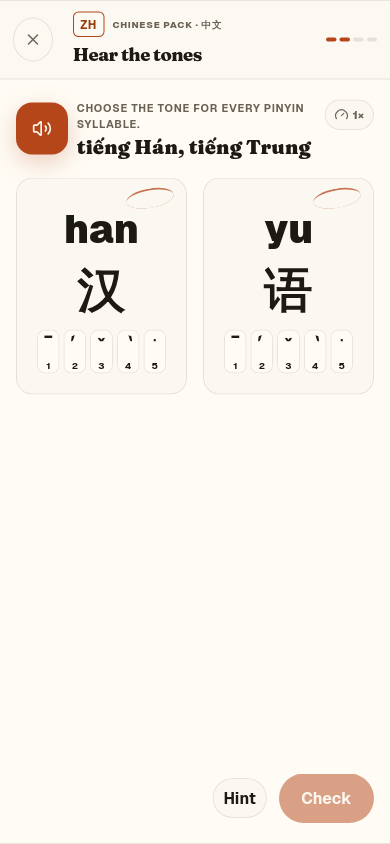 ZH
CHINESE PACK · 中文
Hear the tones
CHOOSE THE TONE FOR EVERY PINYIN
SYLLABLE.
tiếng Hán, tiếng Trung
1×
han
汉
ˉ ˊ ˇ ˋ ·
1 2 3 4 5
yu
语
ˉ ˊ ˇ ˋ ·
1 2 3 4 5
Hint
Check